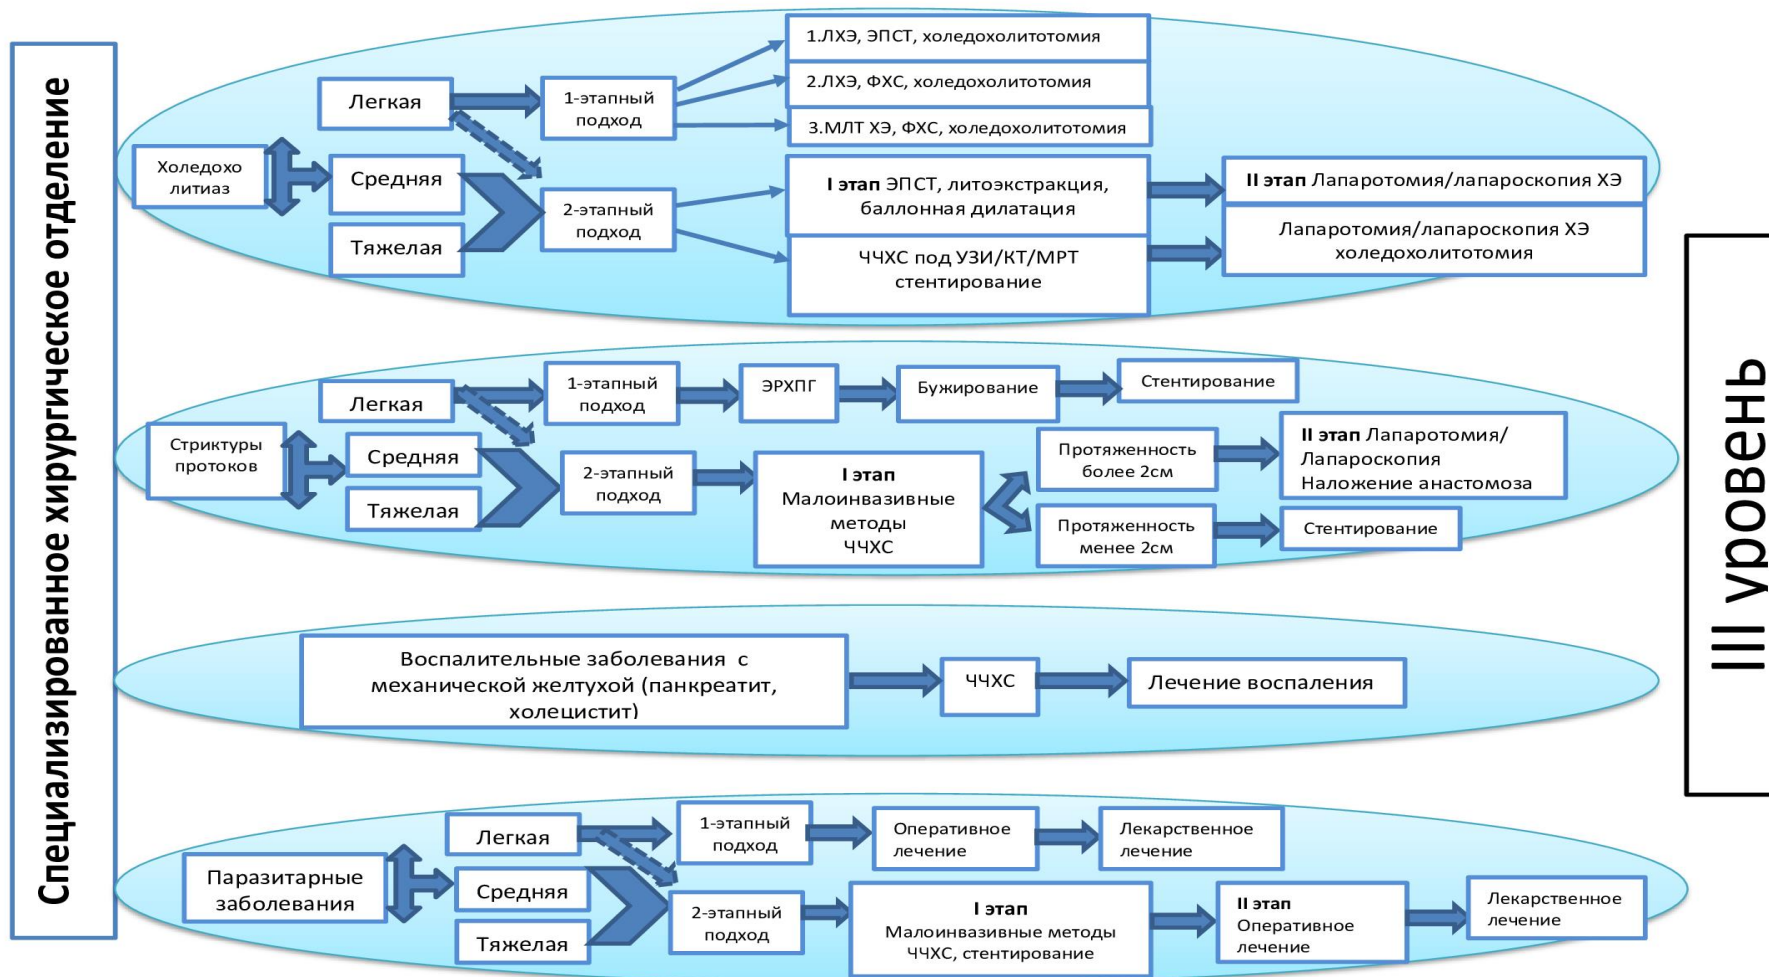 Специализированное хирургическое отделение
Холедохо
литиаз
Легкая
Средняя
Тяжелая
1-этапный
подход
2-этапный
подход
1.ЛХЭ, ЭПСТ, холедохолитотомия
2.ЛХЭ, ФХС, холедохолитотомия
3.МЛТ ХЭ, ФХС, холедохолитотомия
I этап ЭПСТ, литоэкстракция,
баллонная дилатация
ЧЧХС под УЗИ/КТ/МРТ
стентирование
II этап Лапаротомия/лапароскопия ХЭ
Лапаротомия/лапароскопия ХЭ
холедохолитотомия
Стриктуры
протоков
Легкая
Средняя
Тяжелая
1-этапный
подход
ЭРХПГ
Бужирование
Стентирование
2-этапный
подход
I этап
Малоинвазивные
методы
ЧЧХС
Протяженность
более 2см
II этап Лапаротомия/
Лапароскопия
Наложение анастомоза
Протяженность
менее 2см
Стентирование
Воспалительные заболевания с
механической желтухой (панкреатит,
холецистит)
ЧЧХС
Лечение воспаления
Паразитарные
заболевания
Легкая
Средняя
Тяжелая
1-этапный
подход
Оперативное
лечение
Лекарственное
лечение
2-этапный
подход
I этап
Малоинвазивные методы
ЧЧХС, стентирование
II этап
Оперативное
лечение
Лекарственное
лечение
III уровень